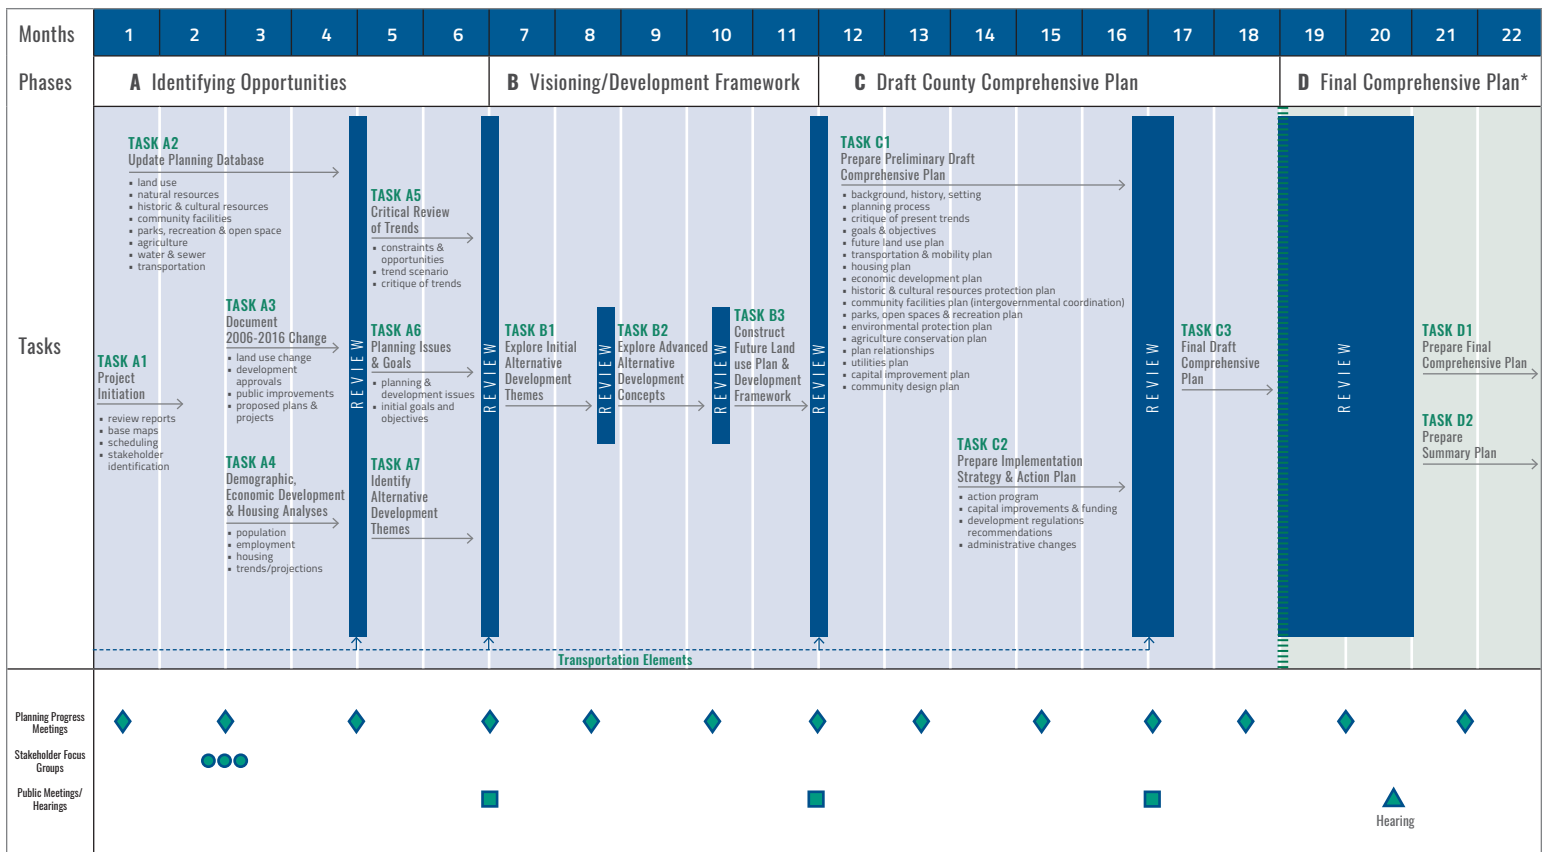 Months 1 2 3 4 5 6 7 8 9 10 11 12 13 14 15 16 17 18 19 20 21 22
Phases A Identifying Opportunities B Visioning/Development Framework C Draft County Comprehensive Plan D Final Comprehensive Plan*
Tasks
TASK A1
Project
Initiation
▪ review reports
▪ base maps
▪ scheduling
▪ stakeholder
identification
TASK A2
Update Planning Database
▪ land use
▪ natural resources
▪ historic & cultural resources
▪ community facilities
▪ parks, recreation & open space
▪ agriculture
▪ water & sewer
▪ transportation
TASK A3
Document
2006-2016 Change
▪ land use change
▪ development
approvals
▪ public improvements
▪ proposed plans &
projects
TASK A4
Demographic,
Economic Development
& Housing Analyses
▪ population
▪ employment
▪ housing
▪ trends/projections
REVIEW
TASK A5
Critical Review
of Trends
▪ constraints &
opportunities
▪ trend scenario
▪ critique of trends
TASK A6
Planning Issues
& Goals
▪ planning &
development issues
▪ initial goals and
objectives
TASK A7
Identify
Alternative
Development
Themes
REVIEW
TASK B1
Explore Initial
Alternative
Development
Themes
REVIEW
TASK B2
Explore Advanced
Alternative
Development
Concepts
REVIEW
TASK B3
Construct
Future Land
use Plan &
Development
Framework
REVIEW
TASK C1
Prepare Preliminary Draft
Comprehensive Plan
▪ background, history, setting
▪ planning process
▪ critique of present trends
▪ goals & objectives
▪ future land use plan
▪ transportation & mobility plan
▪ housing plan
▪ economic development plan
▪ historic & cultural resources protection plan
▪ community facilities plan (intergovernmental coordination)
▪ parks, open spaces & recreation plan
▪ environmental protection plan
▪ agriculture conservation plan
▪ plan relationships
▪ utilities plan
▪ capital improvement plan
▪ community design plan
TASK C2
Prepare Implementation
Strategy & Action Plan
▪ action program
▪ capital improvements & funding
▪ development regulations
recommendations
▪ administrative changes
REVIEW
TASK C3
Final Draft
Comprehensive
Plan
REVIEW
TASK D1
Prepare Final
Comprehensive Plan
TASK D2
Prepare
Summary Plan
Transportation Elements
Planning Progress
Meetings
Stakeholder Focus
Groups
Public Meetings/
Hearings
Hearing